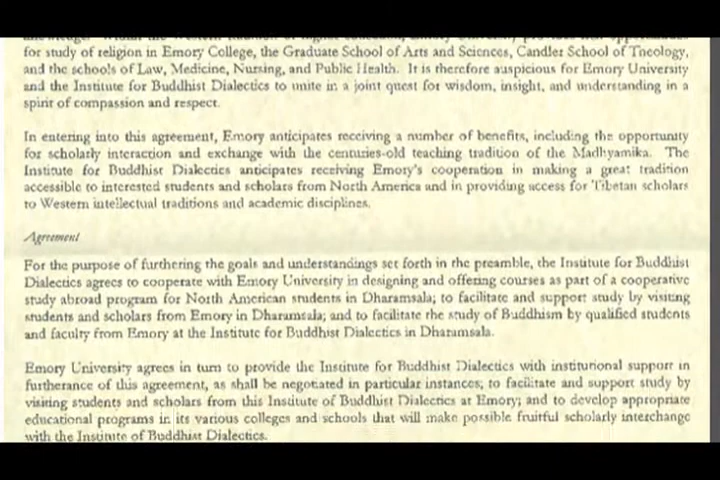 for study of religion in Emory College, the Graduate School of Arts and Sciences, Candler School of Theology,
and the schools of Law, Medicine, Nursing, and Public Health. It is therefore auspicious for Emory University
and the Institute for Buddhist Dialectics to unite in a joint quest for wisdom, insight, and understanding in a
spirit of compassion and respect.
In entering into this agreement, Emory anticipates receiving a number of benefits, including the opportunity
for scholarly interaction and exchange with the centuries-old teaching tradition of the Madhyamika. The
Institute for Buddhist Dialectics anticipates receiving Emory's cooperation in making a great tradition
accessible to interested students and scholars from North America and in providing access for Tibetan scholars
to Western intellectual traditions and academic disciplines.
Agreement
For the purpose of furthering the goals and understandings set forth in the preamble, the Institute for Buddhist
Dialectics agrees to cooperate with Emory University in designing and offering courses as part of a cooperative
study abroad program for North American students in Dharamsala; to facilitate and support study by visiting
students and scholars from Emory in Dharamsala; and to facilitate the study of Buddhism by qualified students
and faculty from Emory at the Institute for Buddhist Dialectics in Dharamsala.
Emory University agrees in turn to provide the Institute for Buddhist Dialectics with institutional support in
furtherance of this agreement, as shall be negotiated in particular instances; to facilitate and support study by
visiting students and scholars from this Institute of Buddhist Dialectics at Emory; and to develop appropriate
educational programs in its various colleges and schools that will make possible fruitful scholarly interchange
with the Institute of Buddhist Dialectics.